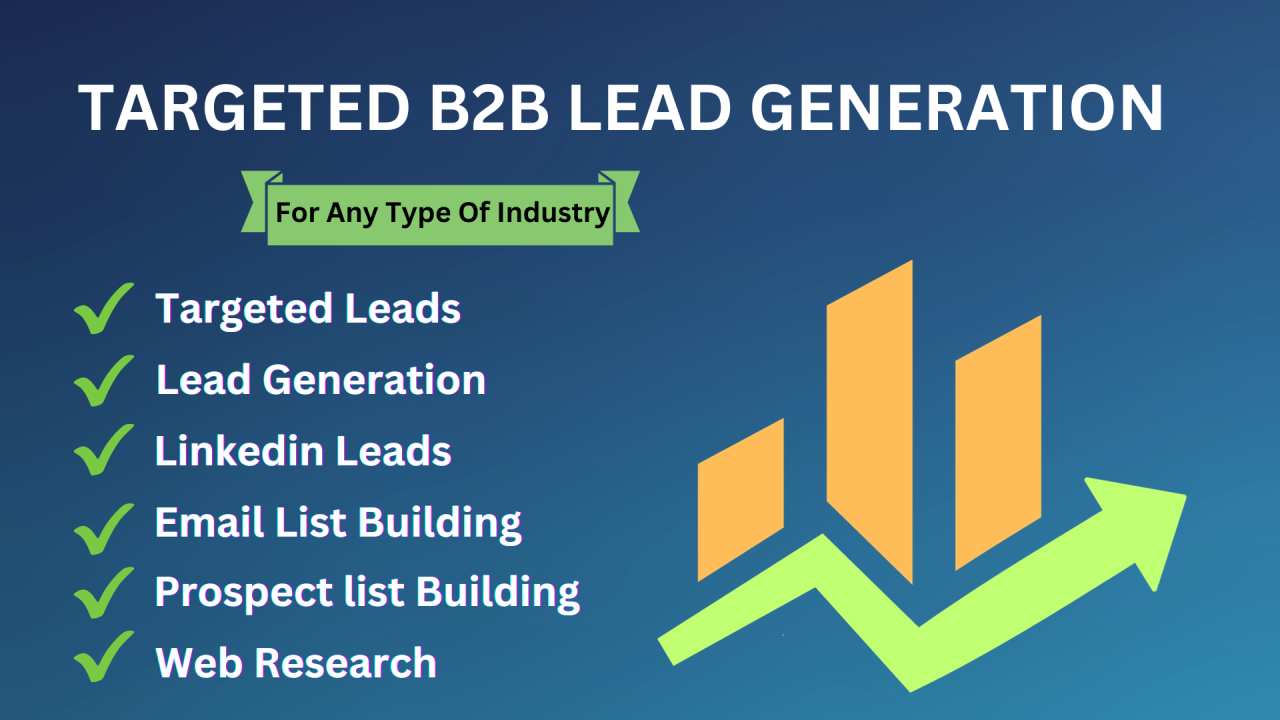 TARGETED B2B LEAD GENERATION
For Any Type Of Industry
Targeted Leads
Lead Generation
Linkedin Leads
Email List Building
Prospect list Building
Web Research